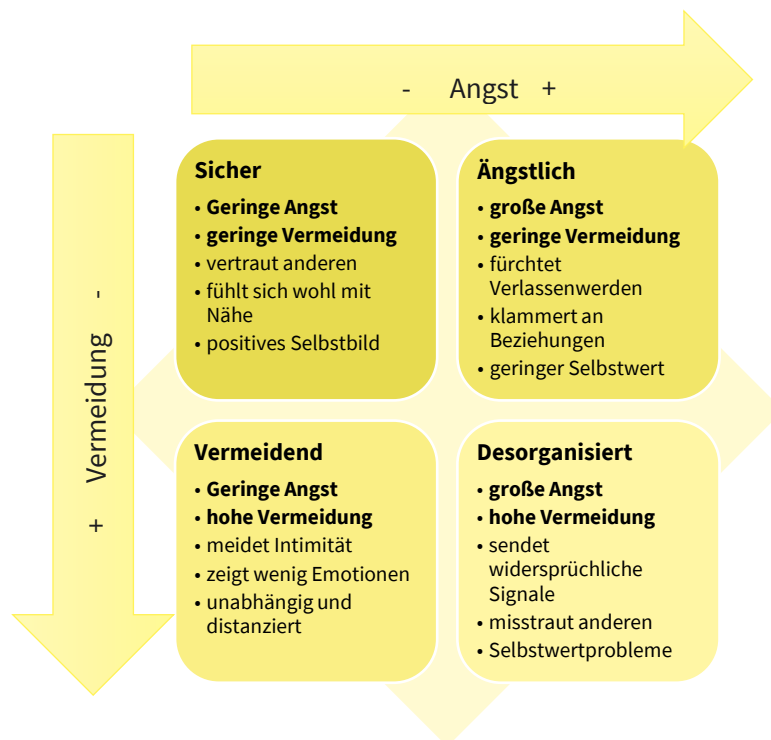 - Angst +
- Vermeidung +
Sicher
• Geringe Angst
• geringe Vermeidung
• vertraut anderen
• fühlt sich wohl mit
Nähe
• positives Selbstbild
Ängstlich
• große Angst
• geringe Vermeidung
• fürchtet
Verlassenwerden
• klammert an
Beziehungen
• geringer Selbstwert
Vermeidend
• Geringe Angst
• hohe Vermeidung
• meidet Intimität
• zeigt wenig Emotionen
• unabhängig und
distanziert
Desorganisiert
• große Angst
• hohe Vermeidung
• sendet
widersprüchliche
Signale
• misstraut anderen
• Selbstwertprobleme